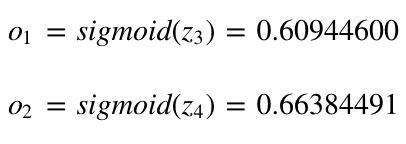 o₁ = sigmoid(z₃) = 0.60944600
o₂ = sigmoid(z₄) = 0.66384491